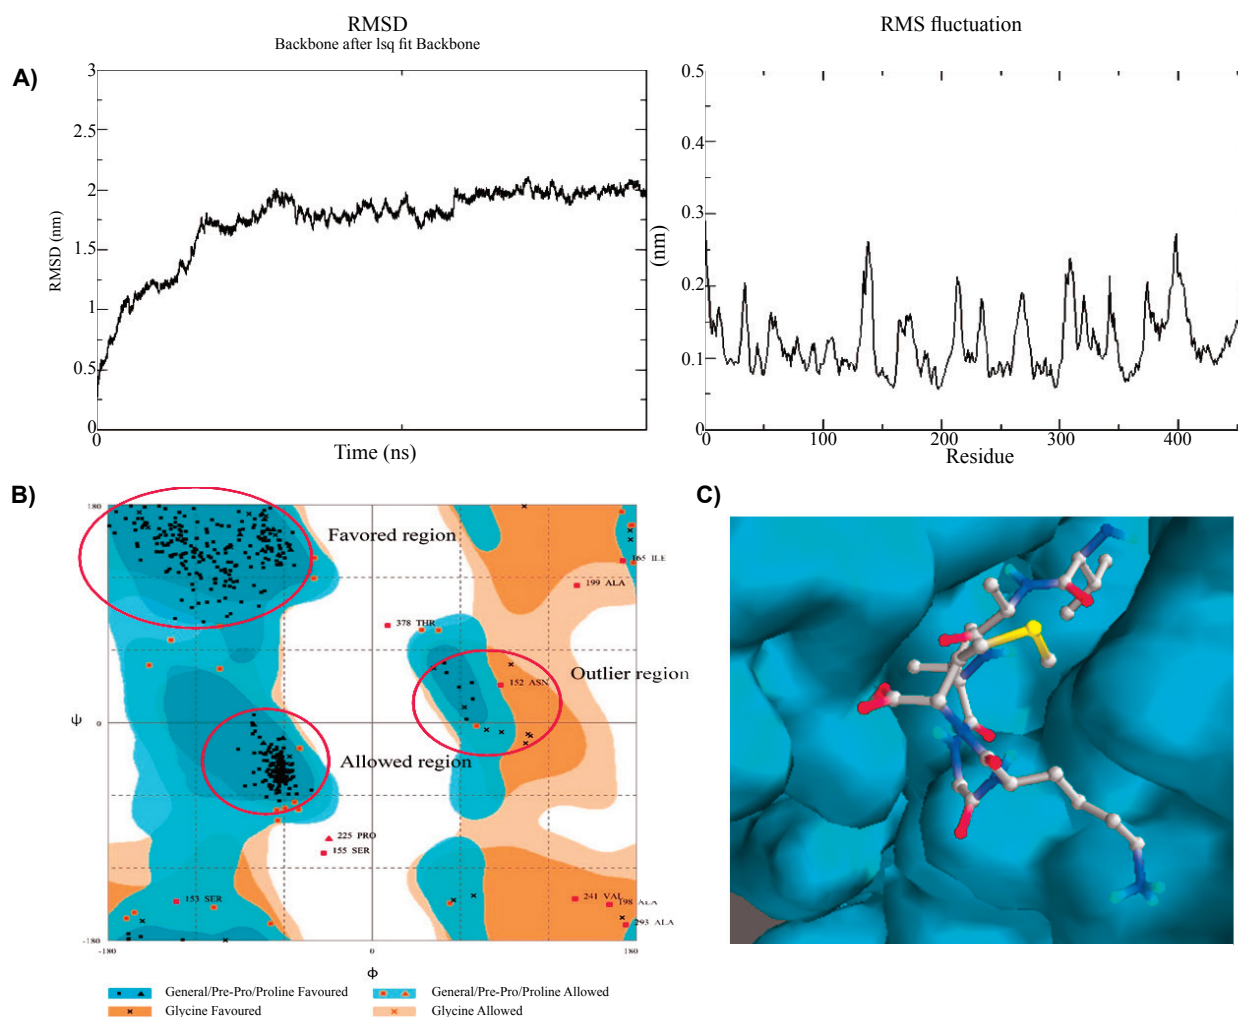 RMSD
Backbone after lsq fit Backbone
RMS fluctuation
A)
3
2.5
2
1.5
1
0.5
0
RMSD (nm)
0
Time (ns)
0.5
0.4
0.3
0.2
0.1
0
(nm)
0
100
200
300
400
Residue
B)
180
Favored region
165 ILE
199 ALA
378 THR
Outlier region
152 ASN
ψ
0
Allowed region
225 PRO
155 SER
153 SER
241 VAL
198 ALA
293 ALA
-180
-180
0
180
ϕ
General/Pre-Pro/Proline Favoured
General/Pre-Pro/Proline Allowed
Glycine Favoured
Glycine Allowed
C)